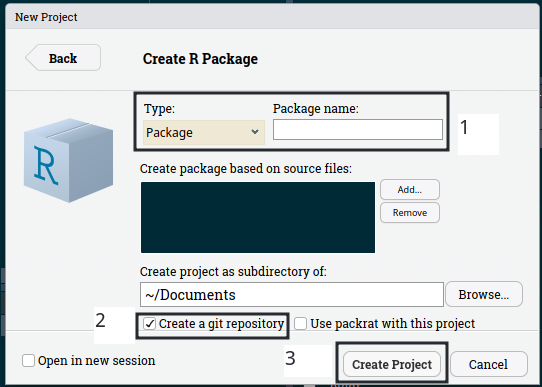 New Project
Back
Create R Package
Type:
Package name:
Package
1
Create package based on source files:
Add...
Remove
Create project as subdirectory of:
~/Documents
Browse...
2
Create a git repository
Use packrat with this project
Open in new session
3
Create Project
Cancel